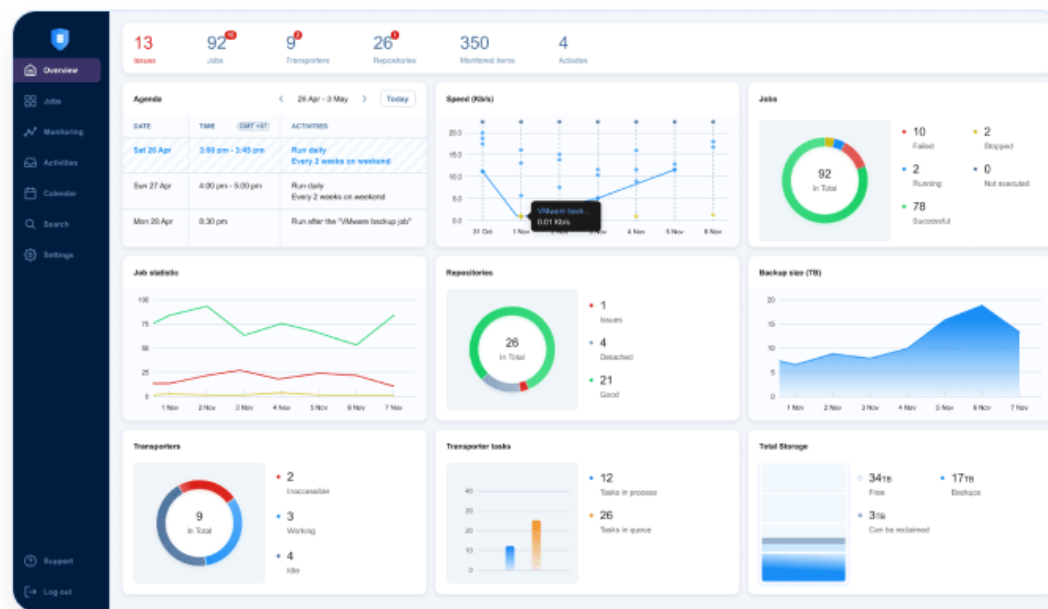 13
Issues
92 10
Jobs
9 2
Transporters
26 1
Repositories
350
Monitored items
4
Activities
Overview
Jobs
Monitoring
Activities
Calendar
Search
Settings
Support
Log out
Agenda
26 Apr - 3 May
Today
DATE TIME GMT +07 ACTIVITIES
Sat 26 Apr 3:00 pm - 3:45 pm Run daily
Every 2 weeks on weekend
Sun 27 Apr 4:00 pm - 5:00 pm Run daily
Every 2 weeks on weekend
Mon 28 Apr 8:30 pm Run after the "VMware backup job"
Speed (Kb/s)
20.0
15.0
10.0
5.0
0.0
VMware back...
0.01 Kb/s
31 Oct 1 Nov 2 Nov 3 Nov 4 Nov 5 Nov 6 Nov
Jobs
92
In Total
10
Failed
2
Stopped
2
Running
0
Not executed
78
Successful
Job statistic
100
75
50
25
0
1 Nov 2 Nov 3 Nov 4 Nov 5 Nov 6 Nov 7 Nov
Repositories
26
In Total
1
Issues
4
Detached
21
Good
Backup size (TB)
20
15
10
5
0
1 Nov 2 Nov 3 Nov 4 Nov 5 Nov 6 Nov 7 Nov
Transporters
9
In Total
2
Inaccessible
3
Working
4
Idle
Transporter tasks
40
30
20
10
0
12
Tasks in process
26
Tasks in queue
Total Storage
34TB
Free
17TB
Backups
3TB
Can be reclaimed